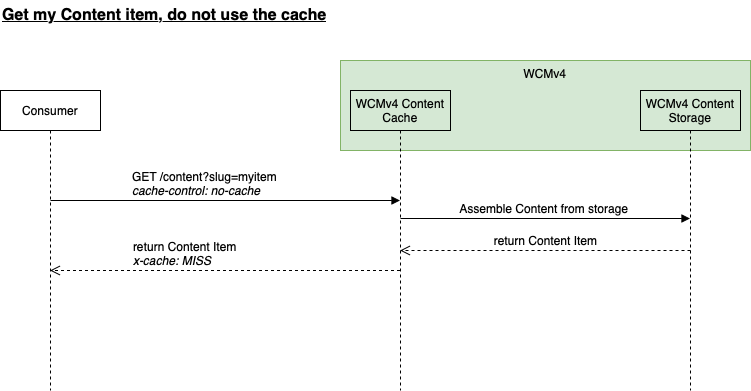 Get my Content item, do not use the cache
WCMv4
Consumer
WCMv4 Content
Cache
WCMv4 Content
Storage
GET /content?slug=myitem
cache-control: no-cache
Assemble Content from storage
return Content Item
return Content Item
x-cache: MISS